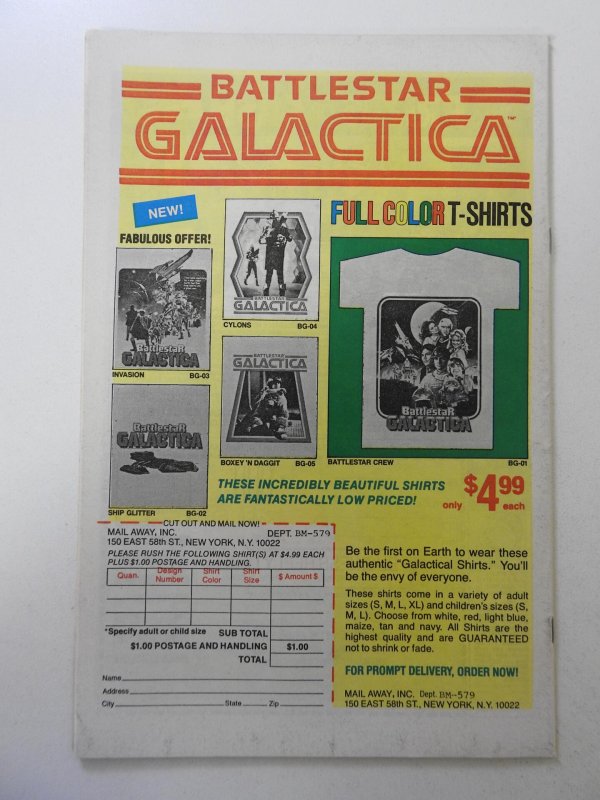 BATTLESTAR
GALACTICA™
NEW!
FABULOUS OFFER!
FULL COLOR T-SHIRTS
BATTLESTAR
GALACTICA
CYLONS BG-04
Battlestar
GALACTICA
INVASION BG-03
BATTLESTAR
GALACTICA
BOXEY 'N DAGGIT BG-05
Battlestar
GALACTICA
BATTLESTAR CREW BG-01
Battlestar
GALACTICA
SHIP GLITTER BG-02
THESE INCREDIBLY BEAUTIFUL SHIRTS
ARE FANTASTICALLY LOW PRICED!
only $4.99 each
CUT OUT AND MAIL NOW!
MAIL AWAY, INC. DEPT. BM-579
150 EAST 58th ST., NEW YORK, N.Y. 10022
PLEASE RUSH THE FOLLOWING SHIRT(S) AT $4.99 EACH
PLUS $1.00 POSTAGE AND HANDLING.
Quan. Design Number Shirt Color Shirt Size $ Amount $
*Specify adult or child size SUB TOTAL
$1.00 POSTAGE AND HANDLING $1.00
TOTAL
Name
Address
City State Zip
Be the first on Earth to wear these
authentic "Galactical Shirts." You'll
be the envy of everyone.
These shirts come in a variety of adult
sizes (S, M, L, XL) and children's sizes (S,
M, L). Choose from white, red, light blue,
maize, tan and navy. All Shirts are the
highest quality and are GUARANTEED
not to shrink or fade.
FOR PROMPT DELIVERY, ORDER NOW!
MAIL AWAY, INC. Dept. BM-579
150 EAST 58th ST., NEW YORK, N.Y. 10022